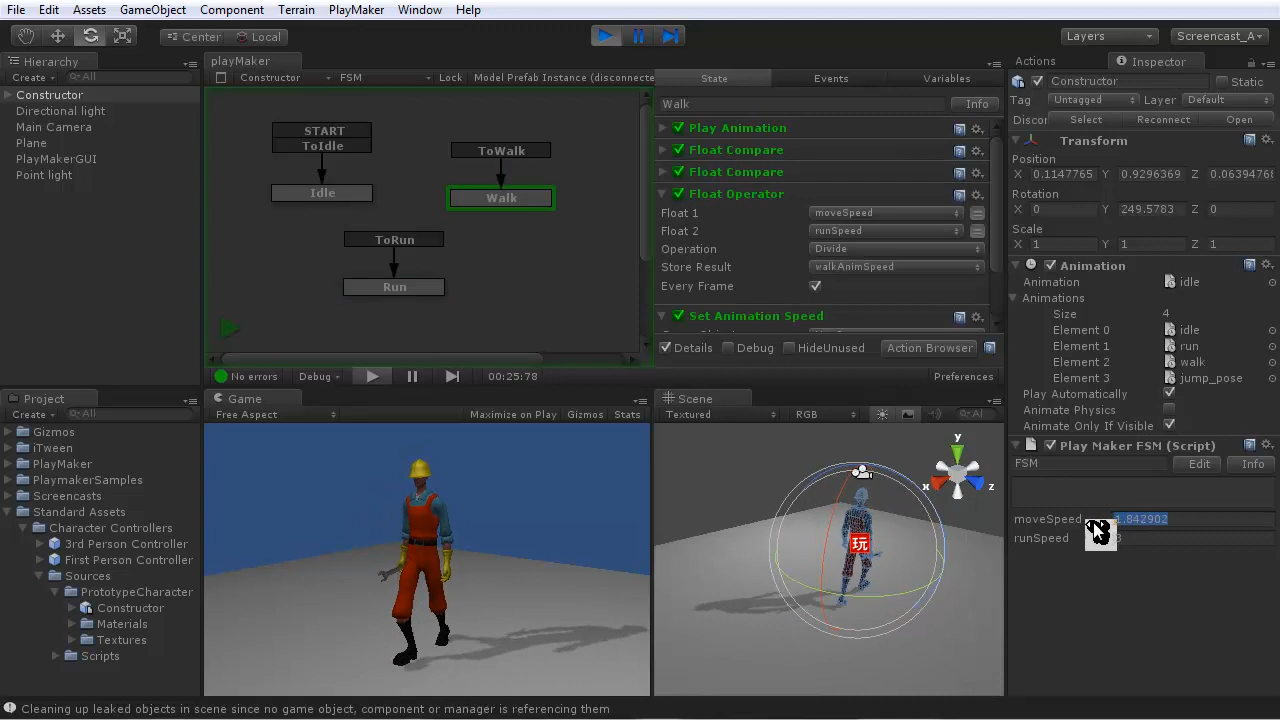 File Edit Assets GameObject Component Terrain PlayMaker Window Help
Center Local Layers Screencast_A
Hierarchy
Create All
Constructor
Directional light
Main Camera
Plane
PlayMakerGUI
Point light
playMaker
Constructor FSM Lock Model Prefab Instance (disconnecte
START
ToIdle
Idle
ToWalk
Walk
ToRun
Run
No errors Debug 00:25:78 Preferences
State Events Variables
Walk Info
Play Animation
Float Compare
Float Compare
Float Operator
Float 1 moveSpeed
Float 2 runSpeed
Operation Divide
Store Result walkAnimSpeed
Every Frame
Set Animation Speed
Details Debug HideUnused Action Browser
Actions Inspector
Constructor Static
Tag Untagged Layer Default
Discor Select Reconnect Open
Transform
Position
X 0.1147765 Y 0.9296369 Z 0.06394768
Rotation
X 0 Y 249.5783 Z 0
Scale
X 1 Y 1 Z 1
Animation
Animation idle
Animations
Size 4
Element 0 idle
Element 1 run
Element 2 walk
Element 3 jump_pose
Play Automatically
Animate Physics
Animate Only If Visible
Play Maker FSM (Script)
FSM Edit Info
moveSpeed 1.842902
runSpeed
Project
Create All
Gizmos
iTween
PlayMaker
PlaymakerSamples
Screencasts
Standard Assets
Character Controllers
3rd Person Controller
First Person Controller
Sources
PrototypeCharacter
Constructor
Materials
Textures
Scripts
Game
Free Aspect Maximize on Play Gizmos Stats
Scene
Textured RGB Al
y
x
z
玩
Cleaning up leaked objects in scene since no game object, component or manager is referencing them